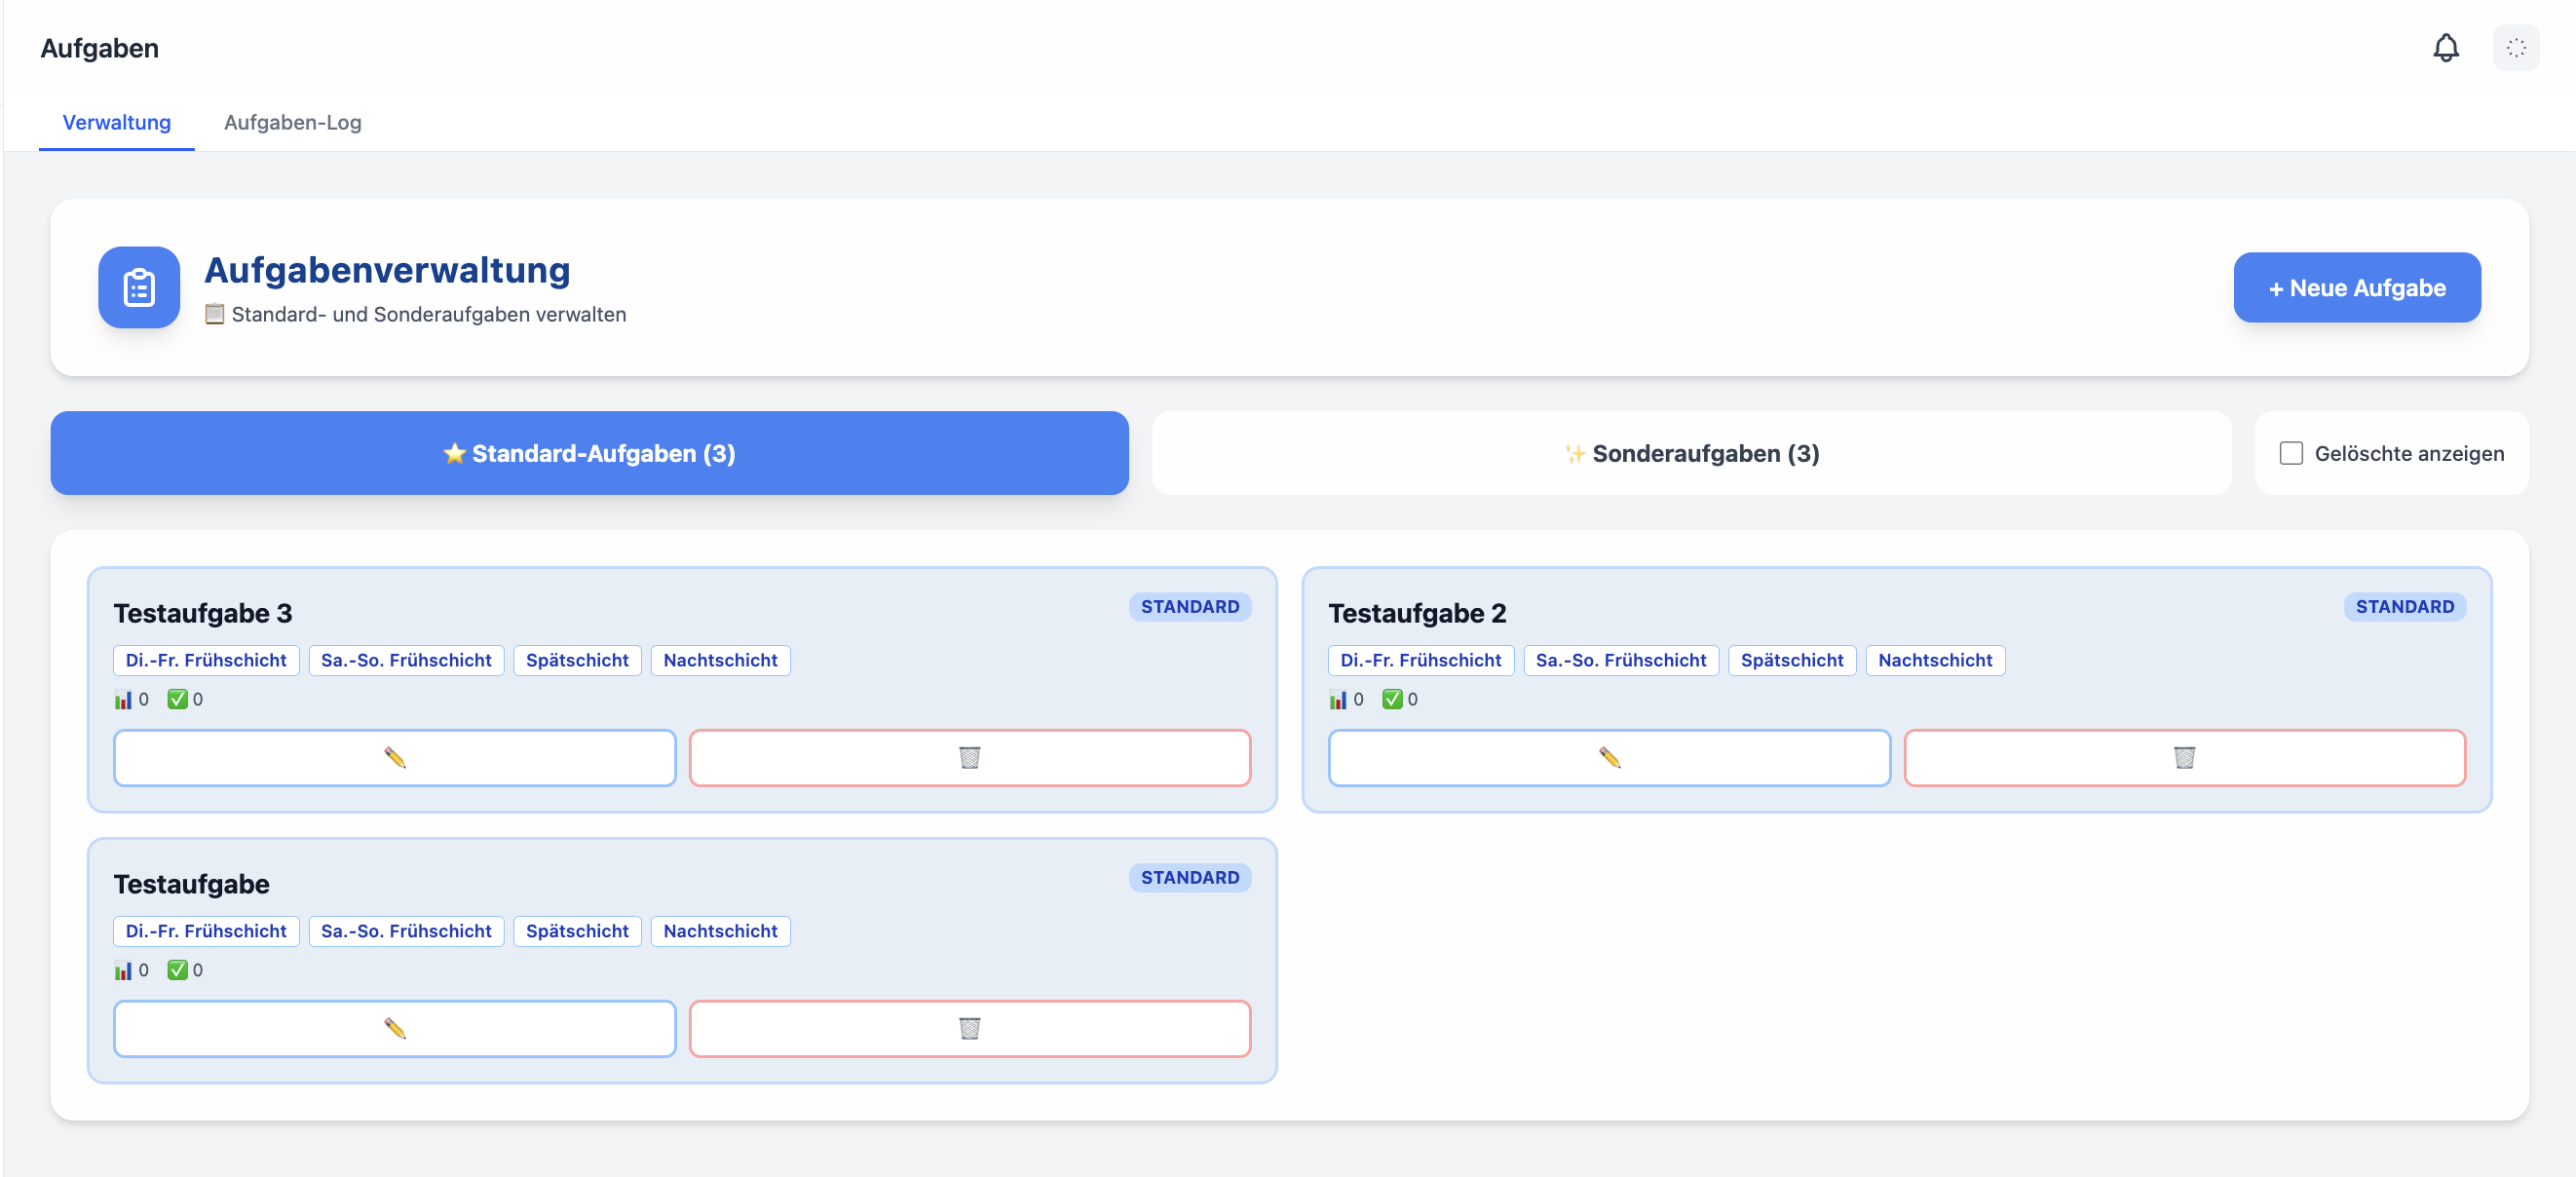 Aufgaben
Verwaltung Aufgaben-Log
Aufgabenverwaltung
Standard- und Sonderaufgaben verwalten
+ Neue Aufgabe
Standard-Aufgaben (3)
Sonderaufgaben (3)
Gelöschte anzeigen
Testaufgabe 3
STANDARD
Di.-Fr. Frühschicht Sa.-So. Frühschicht Spätschicht Nachtschicht
0 0
Testaufgabe 2
STANDARD
Di.-Fr. Frühschicht Sa.-So. Frühschicht Spätschicht Nachtschicht
0 0
Testaufgabe
STANDARD
Di.-Fr. Frühschicht Sa.-So. Frühschicht Spätschicht Nachtschicht
0 0